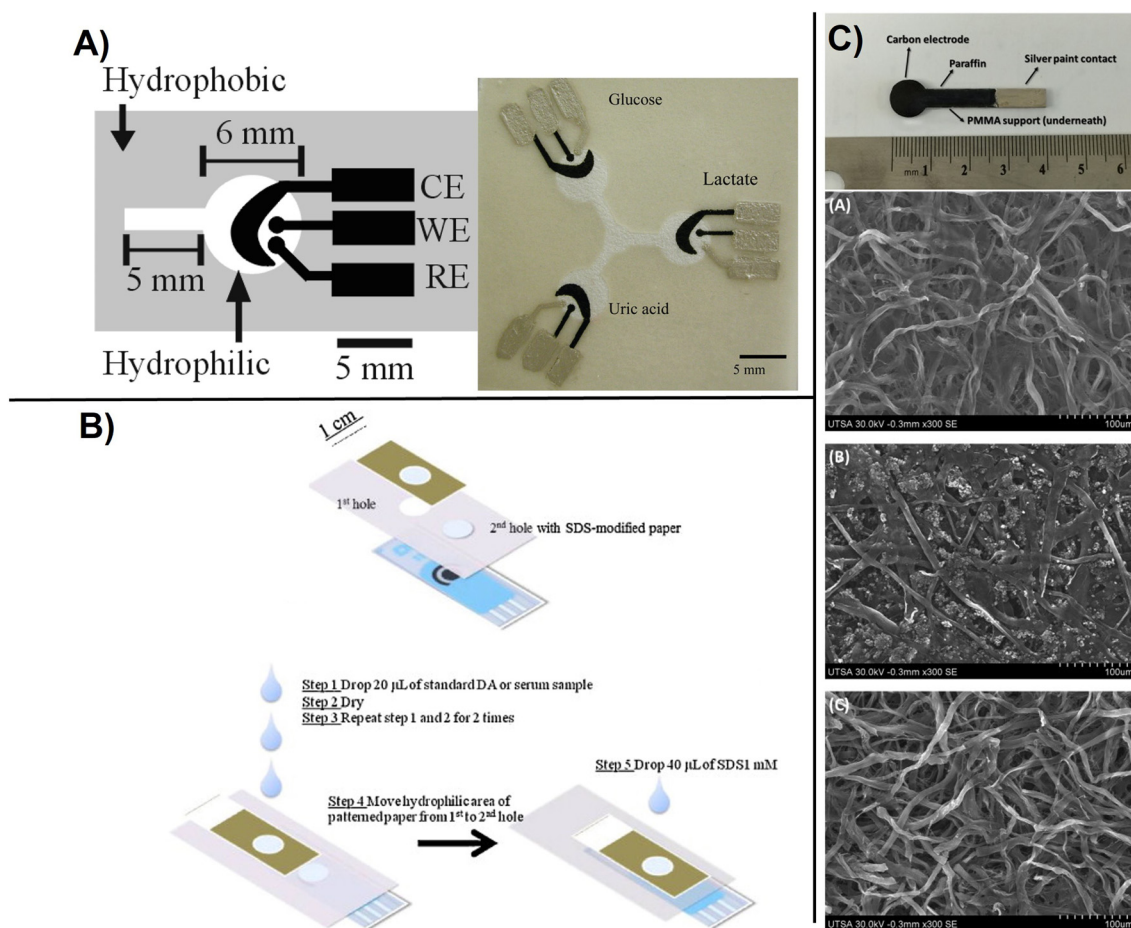 A)
Hydrophobic
6 mm
CE
WE
RE
5 mm
Hydrophilic
5 mm
Glucose
Lactate
Uric acid
5 mm
B)
1 cm
1st hole
2nd hole with SDS-modified paper
Step 1 Drop 20 µL of standard DA or serum sample
Step 2 Dry
Step 3 Repeat step 1 and 2 for 2 times
Step 4 Move hydrophilic area of
patterned paper from 1st to 2nd hole
Step 5 Drop 40 µL of SDS1 mM
C)
Carbon electrode
Paraffin
Silver paint contact
PMMA support (underneath)
mm 1 2 3 4 5 6
(A)
UTSA 30.0kV -0.3mm x300 SE 100um
(B)
UTSA 30.0kV -0.3mm x300 SE 100um
(C)
UTSA 30.0kV -0.3mm x300 SE 100um